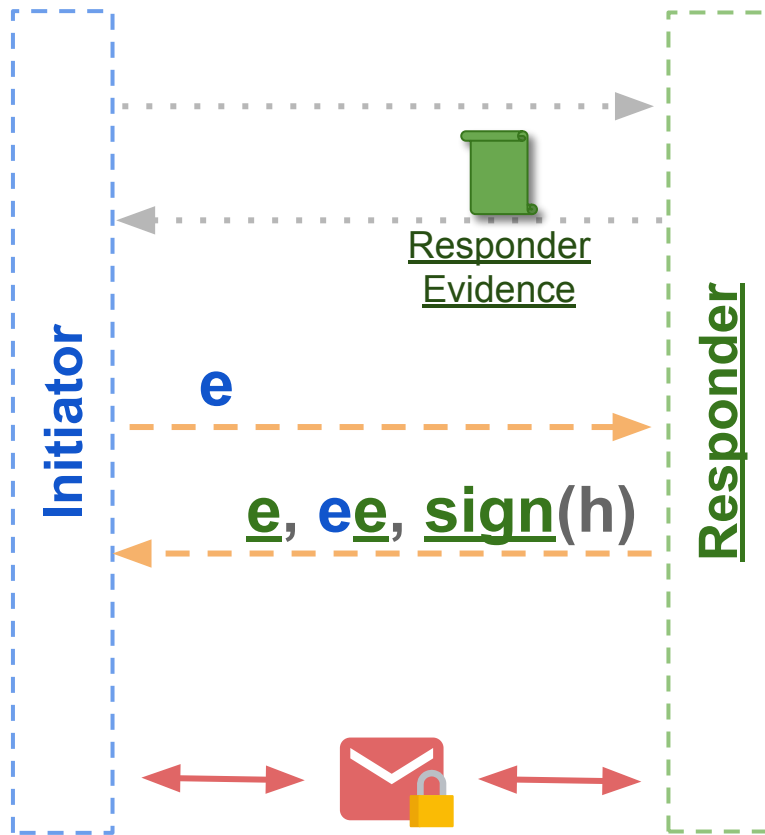 Responder
Evidence
Initiator
e
e, ee, sign(h)
Responder